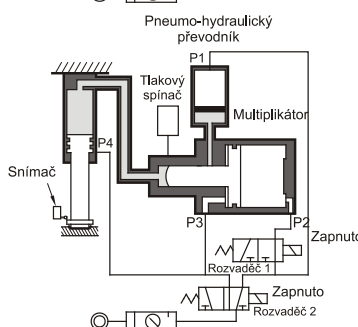 Pneumo-hydraulický
převodník
P1
Tlakový
spínač
Multiplikátor
P4
Snímač
P3
P2
Zapnuto
Rozvaděč 1
Zapnuto
Rozvaděč 2